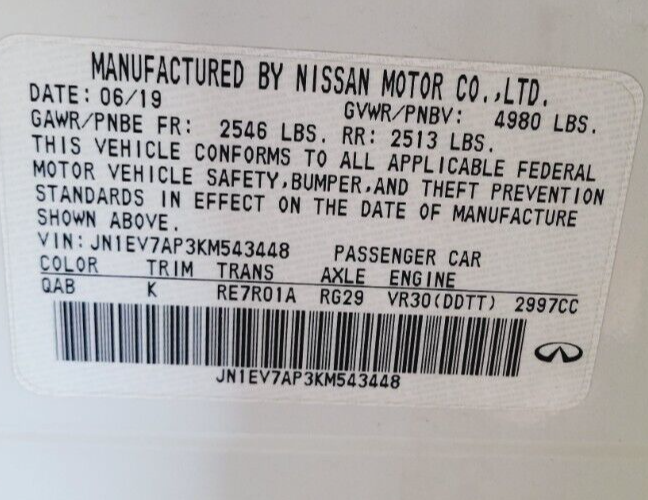 MANUFACTURED BY NISSAN MOTOR CO.,LTD.
DATE: 06/19 GVWR/PNBV: 4980 LBS.
GAWR/PNBE FR: 2546 LBS. RR: 2513 LBS.
THIS VEHICLE CONFORMS TO ALL APPLICABLE FEDERAL
MOTOR VEHICLE SAFETY,BUMPER,AND THEFT PREVENTION
STANDARDS IN EFFECT ON THE DATE OF MANUFACTURE
SHOWN ABOVE.
VIN: JN1EV7AP3KM543448 PASSENGER CAR
COLOR TRIM TRANS AXLE ENGINE
QAB K RE7R01A RG29 VR30(DDTT) 2997CC
JN1EV7AP3KM543448